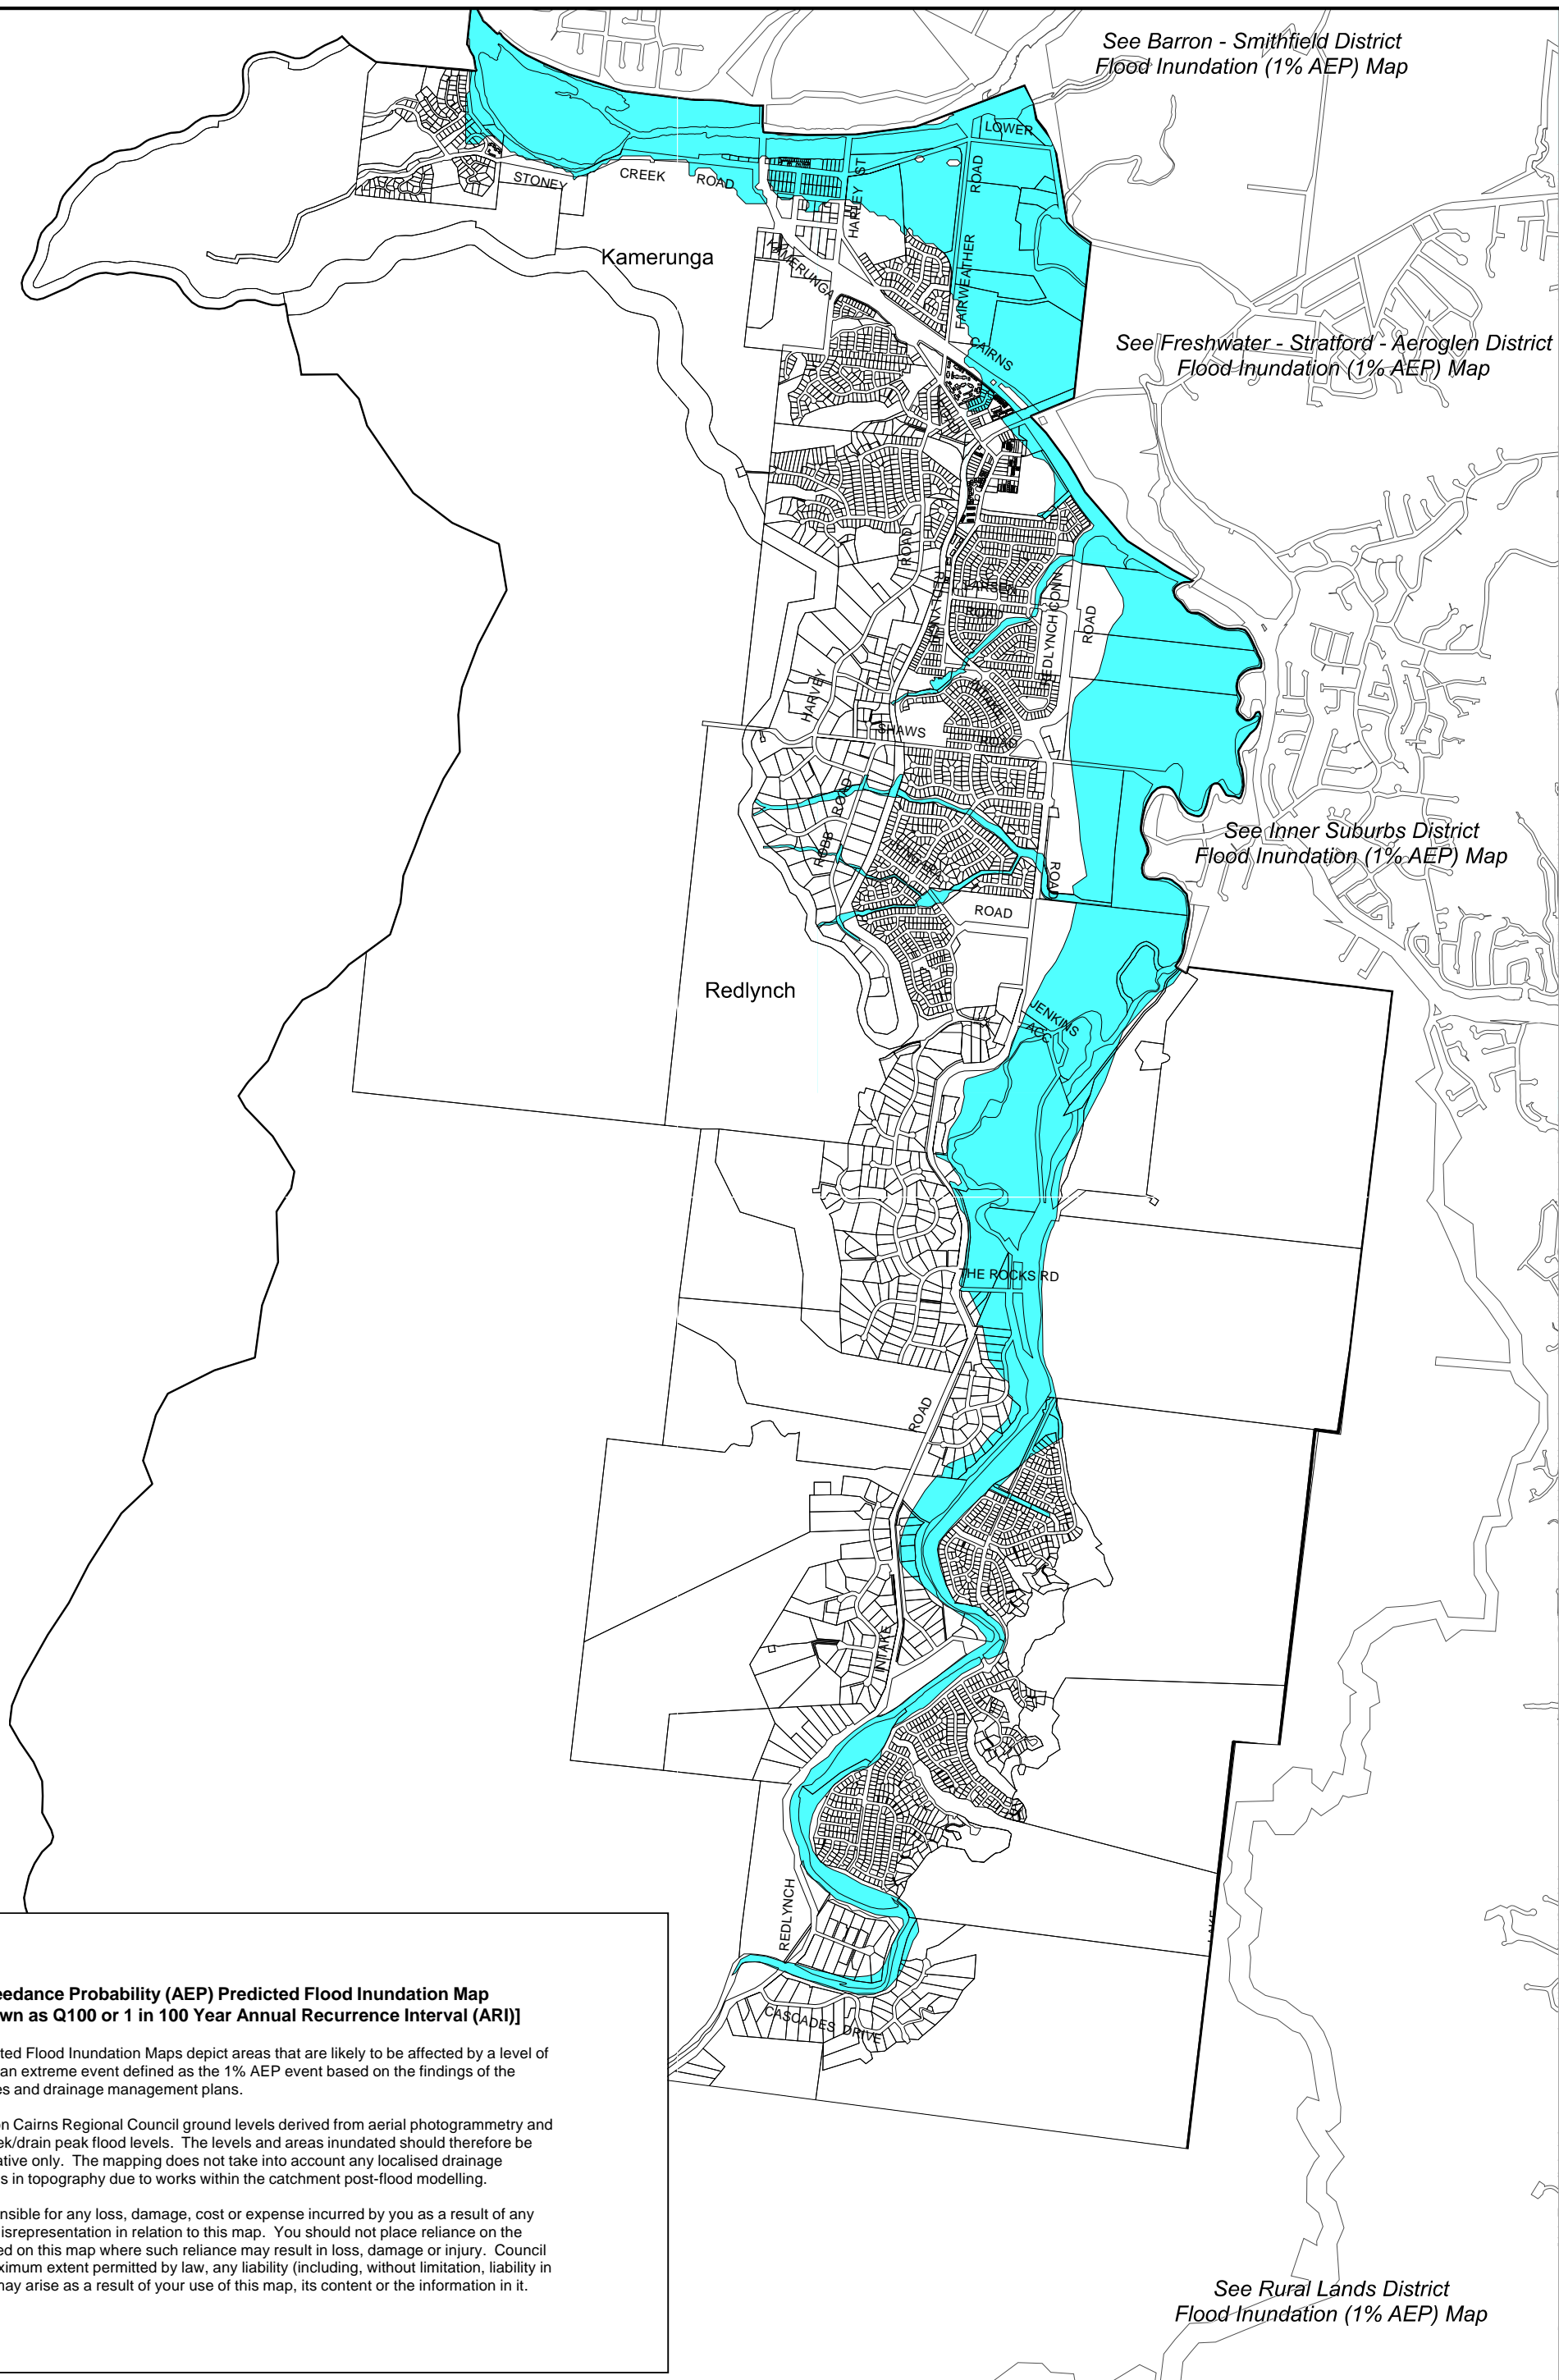 See Barron - Smithfield District
Flood Inundation (1% AEP) Map
LOWER
ROAD
HARLEY ST
STONEY
CREEK
ROAD
Kamerunga
KAMERUNGA
FAIRWEATHER
CAIRNS
See Freshwater - Stratford - Aeroglen District
Flood Inundation (1% AEP) Map
ROAD
REDLYNCH
LARSEN
ROAD
REDLYNCH CONN
ROAD
HARVEY
INTAKE
SHAWS
ROAD
ROAD
ROBB
JUNGARA
ROAD
ROAD
See Inner Suburbs District
Flood Inundation (1% AEP) Map
Redlynch
JENKINS
ACC
THE ROCKS RD
ROAD
INTAKE
REDLYNCH
LAKE
CASCADES DRIVE
eedance Probability (AEP) Predicted Flood Inundation Map
wn as Q100 or 1 in 100 Year Annual Recurrence Interval (ARI)]
ted Flood Inundation Maps depict areas that are likely to be affected by a level of
an extreme event defined as the 1% AEP event based on the findings of the
es and drainage management plans.
on Cairns Regional Council ground levels derived from aerial photogrammetry and
ek/drain peak flood levels. The levels and areas inundated should therefore be
ative only. The mapping does not take into account any localised drainage
s in topography due to works within the catchment post-flood modelling.
nsible for any loss, damage, cost or expense incurred by you as a result of any
isrepresentation in relation to this map. You should not place reliance on the
ed on this map where such reliance may result in loss, damage or injury. Council
ximum extent permitted by law, any liability (including, without limitation, liability in
may arise as a result of your use of this map, its content or the information in it.
See Rural Lands District
Flood Inundation (1% AEP) Map